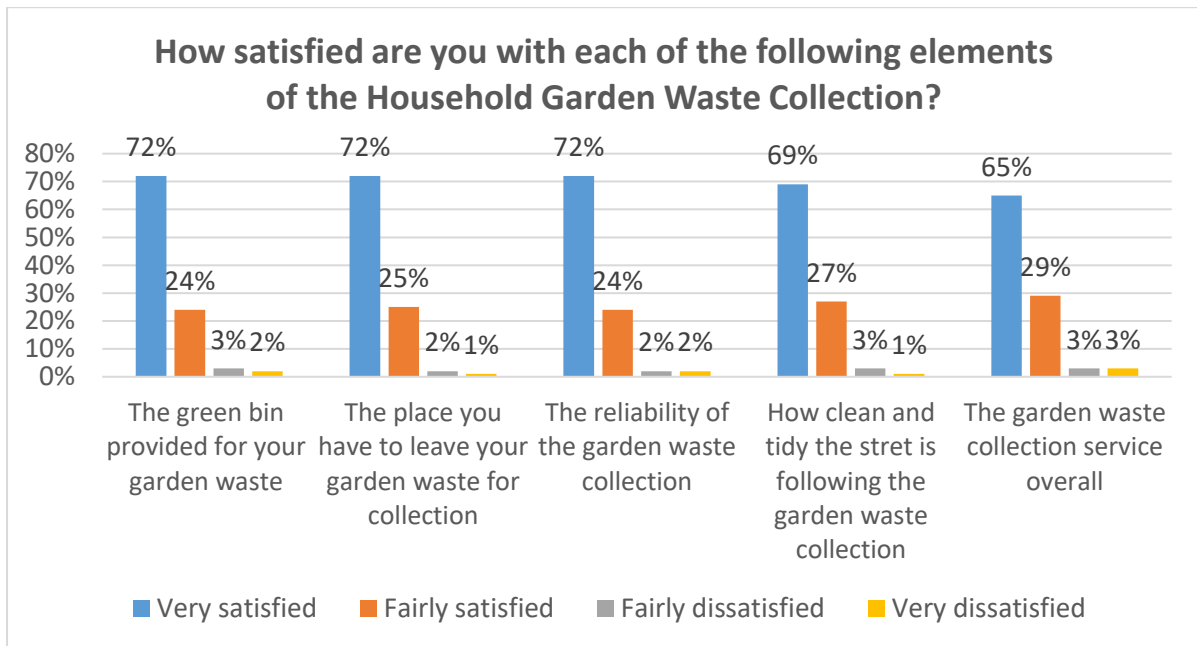 How satisfied are you with each of the following elements
of the Household Garden Waste Collection?
80%
70%
60%
50%
40%
30%
20%
10%
0%
72%
24%
3%
2%
72%
25%
2%
1%
72%
24%
2%
2%
69%
27%
3%
1%
65%
29%
3%
3%
The green bin
provided for your
garden waste
The place you
have to leave your
garden waste for
collection
The reliability of
the garden waste
collection
How clean and
tidy the stret is
following the
garden waste
collection
The garden waste
collection service
overall
Very satisfied
Fairly satisfied
Fairly dissatisfied
Very dissatisfied